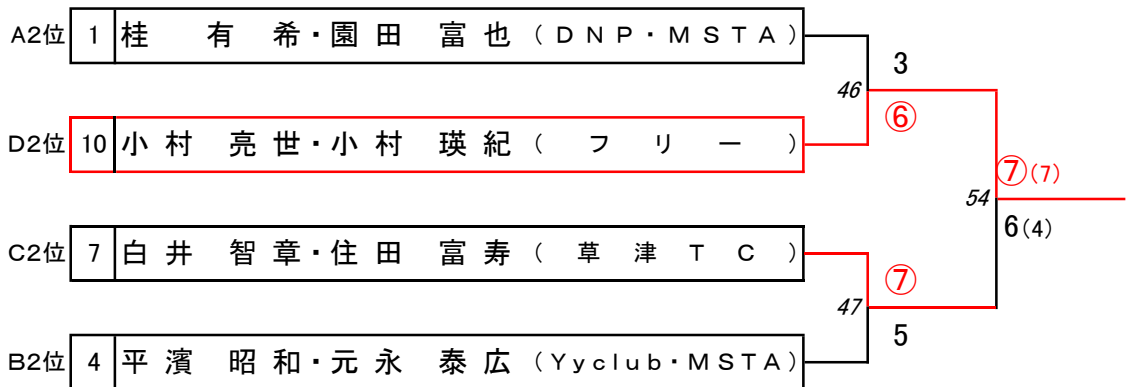 A2位 1 桂 有 希・園田 富也 (DNP・MSTA)
3
46
⑥
D2位 10 小村 亮世・小村 瑛紀 (フリー)
⑦(7)
54
6(4)
C2位 7 白井 智章・住田 富寿 (草津TC)
⑦
47
5
B2位 4 平濱 昭和・元永 泰広 (Yyclub・MSTA)